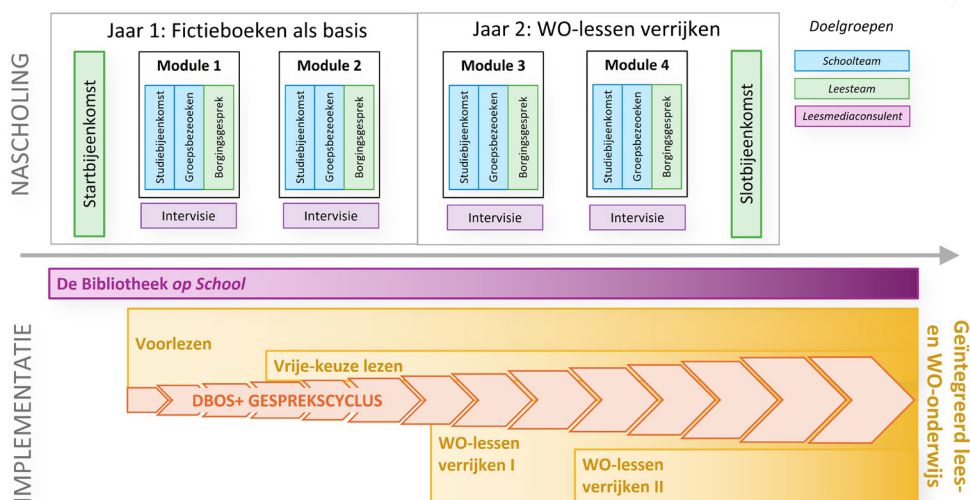 NASCHOLING
Jaar 1: Fictieboeken als basis
Startbijeenkomst
Module 1
Studiebijeenkomst
Groepsbezoeken
Borgingsgesprek
Intervisie
Module 2
Studiebijeenkomst
Groepsbezoeken
Borgingsgesprek
Intervisie
Jaar 2: WO-lessen verrijken
Module 3
Studiebijeenkomst
Groepsbezoeken
Borgingsgesprek
Intervisie
Module 4
Studiebijeenkomst
Groepsbezoeken
Borgingsgesprek
Intervisie
Slotbijeenkomst
Doelgroepen
Schoolteam
Leesteam
Leesmediaconsulent
IMPLEMENTATIE
De Bibliotheek op School
Voorlezen
Vrije-keuze lezen
DBOS+ GESPREKSCYCLUS
WO-lessen
verrijken I
WO-lessen
verrijken II
Geïntegreerd lees-
en WO-onderwijs